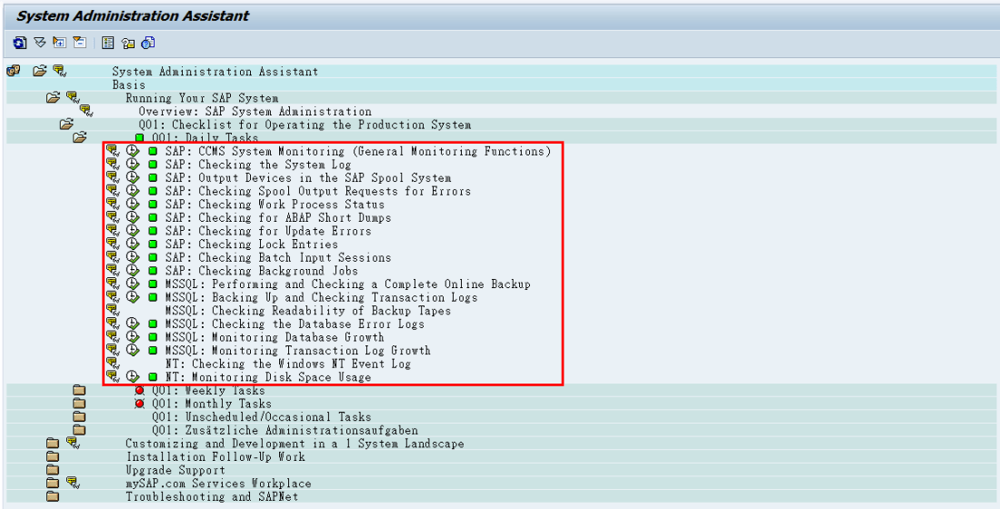 System Administration Assistant
System Administration Assistant
Basis
Running Your SAP System
Overview: SAP System Administration
QO1: Checklist for Operating the Production System
QO1: Daily Tasks
SAP: CCMS System Monitoring (General Monitoring Functions)
SAP: Checking the System Log
SAP: Output Devices in the SAP Spool System
SAP: Checking Spool Output Requests for Errors
SAP: Checking Work Process Status
SAP: Checking for ABAP Short Dumps
SAP: Checking for Update Errors
SAP: Checking Lock Entries
SAP: Checking Batch Input Sessions
SAP: Checking Background Jobs
MSSQL: Performing and Checking a Complete Online Backup
MSSQL: Backing Up and Checking Transaction Logs
MSSQL: Checking Readability of Backup Tapes
MSSQL: Checking the Database Error Logs
MSSQL: Monitoring Database Growth
MSSQL: Monitoring Transaction Log Growth
NT: Checking the Windows NT Event Log
NT: Monitoring Disk Space Usage
QO1: Weekly Tasks
QO1: Monthly Tasks
QO1: Unscheduled/Occasional Tasks
QO1: Zusätzliche Administrationsaufgaben
Customizing and Development in a 1 System Landscape
Installation Follow-Up Work
Upgrade Support
mySAP.com Services Workplace
Troubleshooting and SAPNet